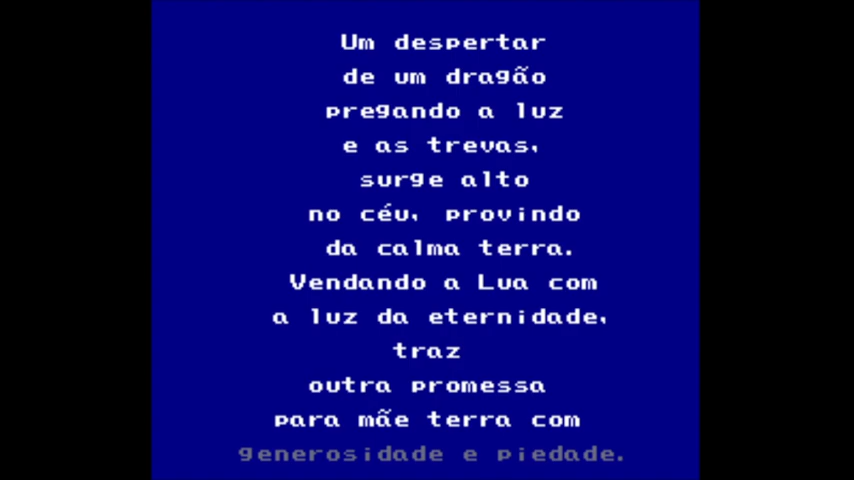 Um despertar
de um dragão
pregando a luz
e as trevas,
surge alto
no céu, provindo
da calma terra.
Vendando a Lua com
a luz da eternidade,
traz
outra promessa
para mãe terra com
generosidade e piedade.